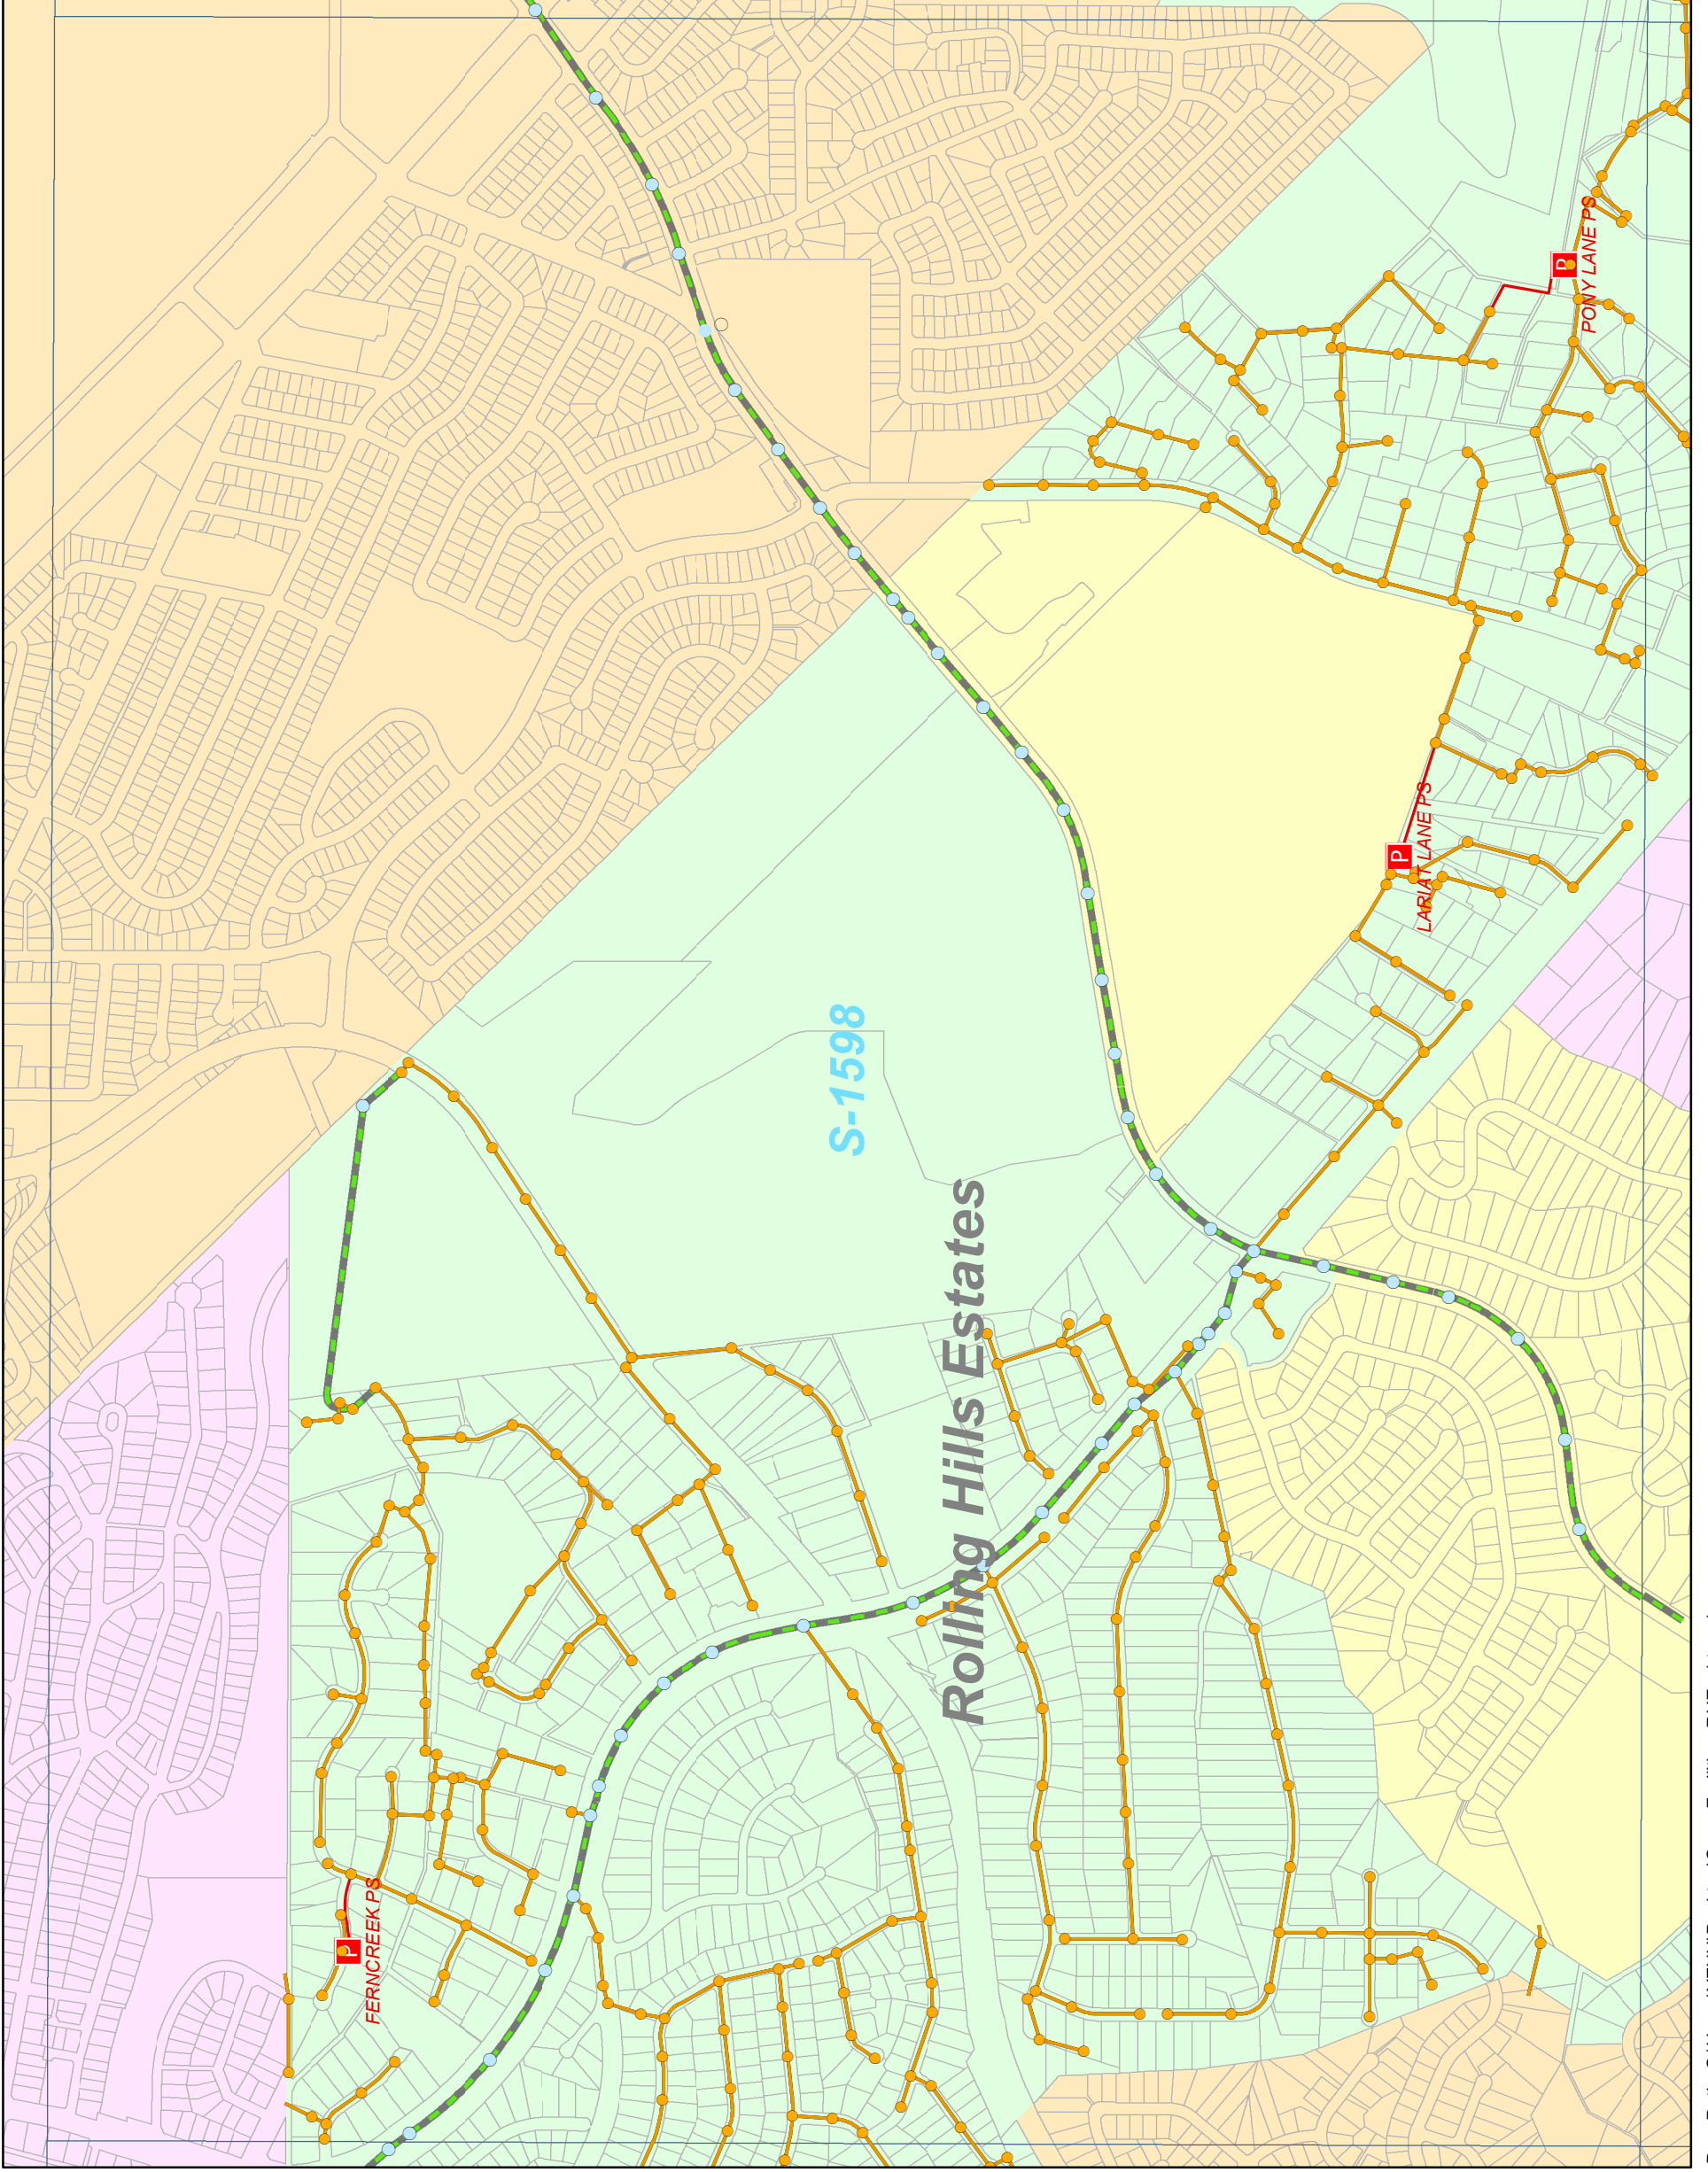 PONY LANE PS
P
P
LARIAT LANE PS
S-1598
Rolling Hills Estates
P
FERNCREEK PS